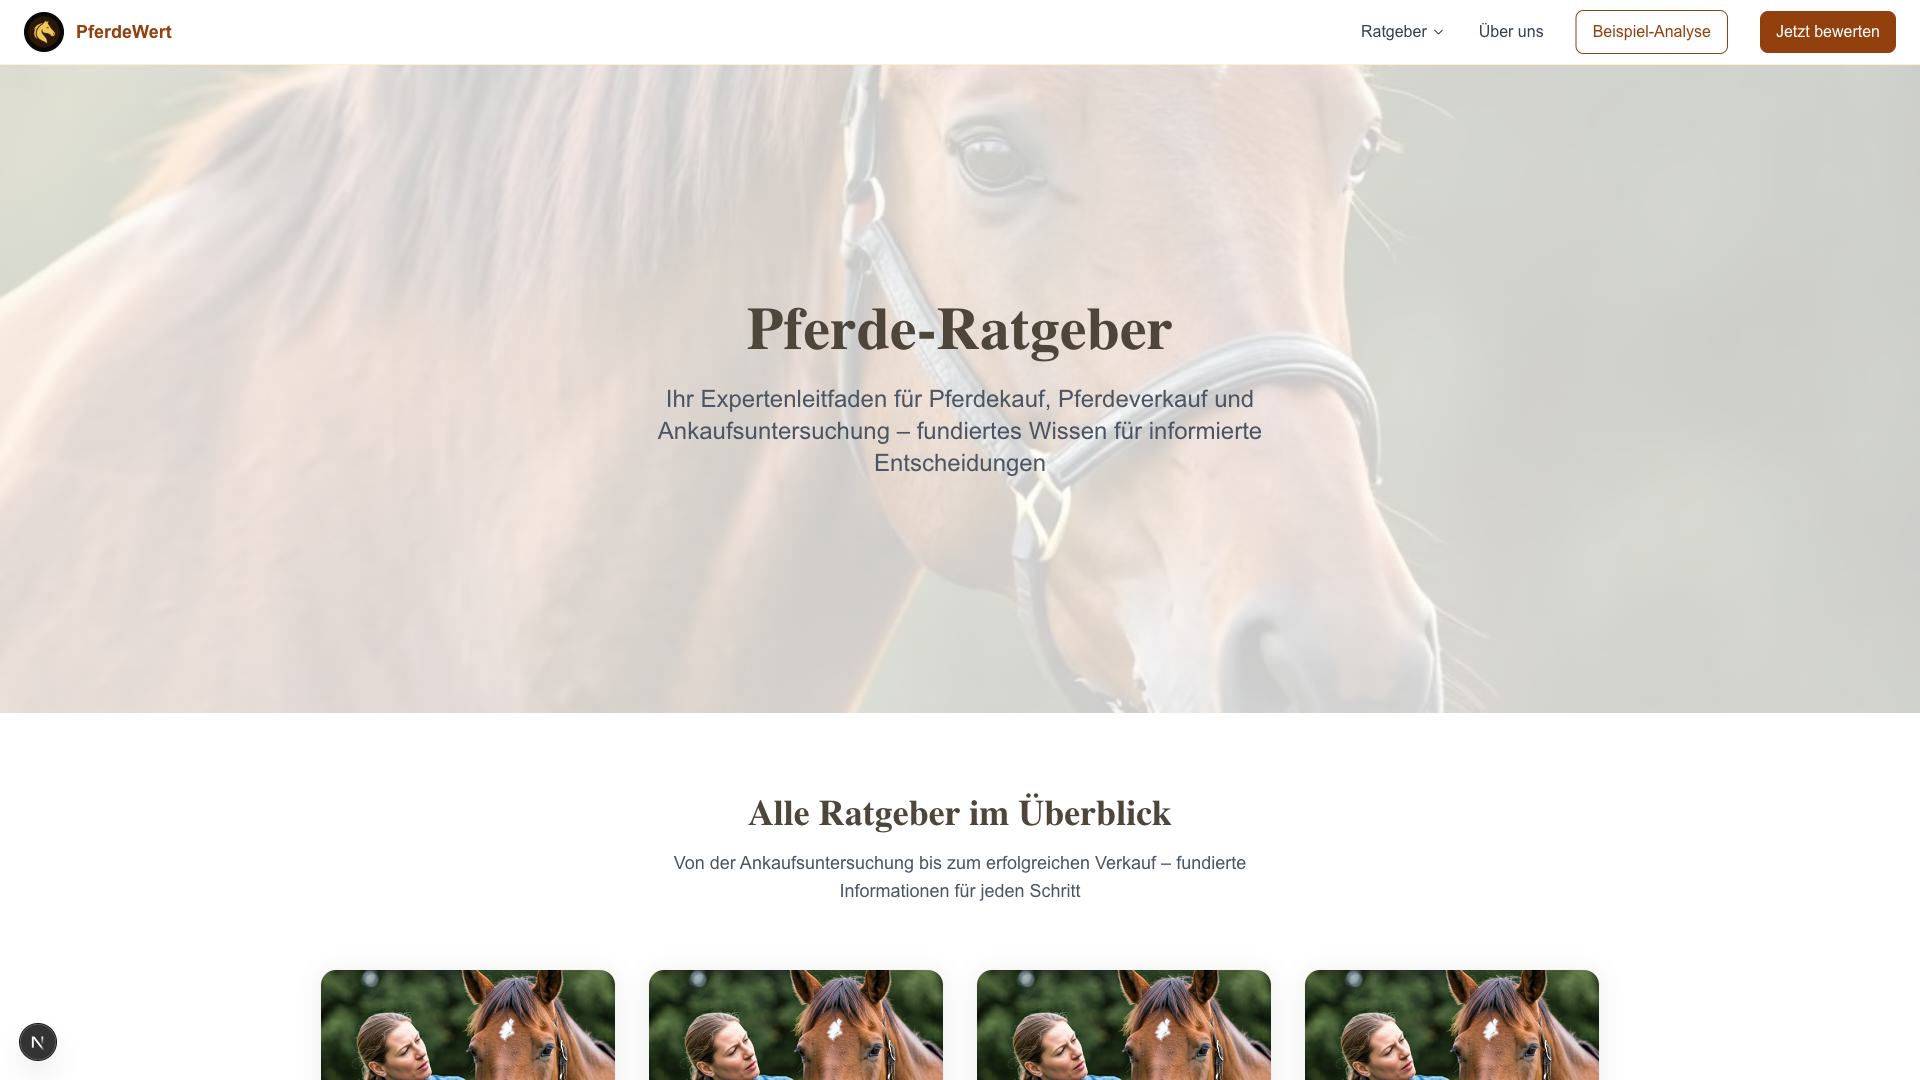 PferdeWert
Ratgeber
Über uns
Beispiel-Analyse
Jetzt bewerten
Pferde-Ratgeber
Ihr Expertenleitfaden für Pferdekauf, Pferdeverkauf und
Ankaufsuntersuchung – fundiertes Wissen für informierte
Entscheidungen
Alle Ratgeber im Überblick
Von der Ankaufsuntersuchung bis zum erfolgreichen Verkauf – fundierte
Informationen für jeden Schritt
N